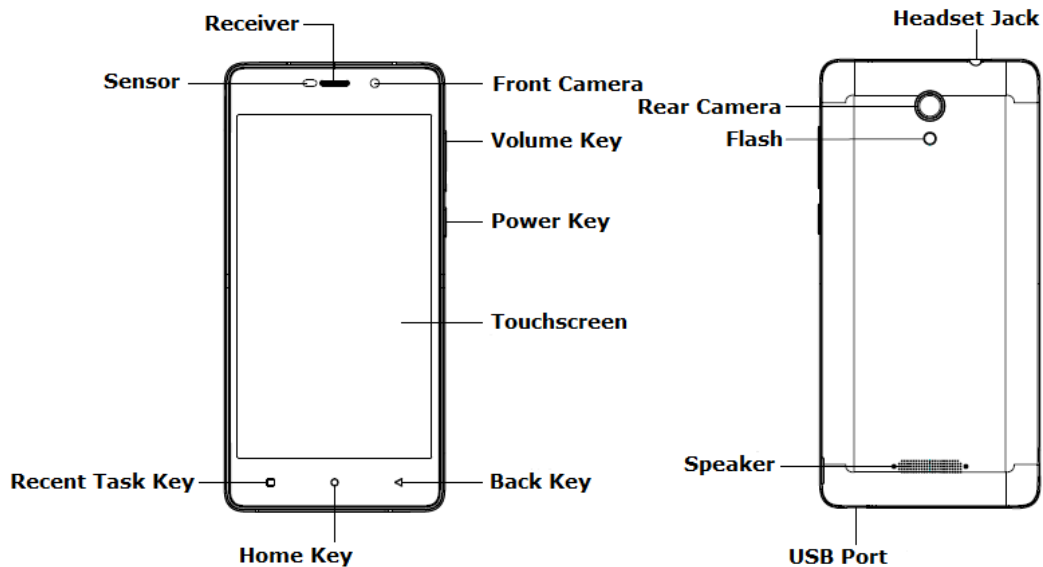 Receiver
Sensor
Front Camera
Volume Key
Power Key
Touchscreen
Recent Task Key
Back Key
Home Key
Headset Jack
Rear Camera
Flash
Speaker
USB Port